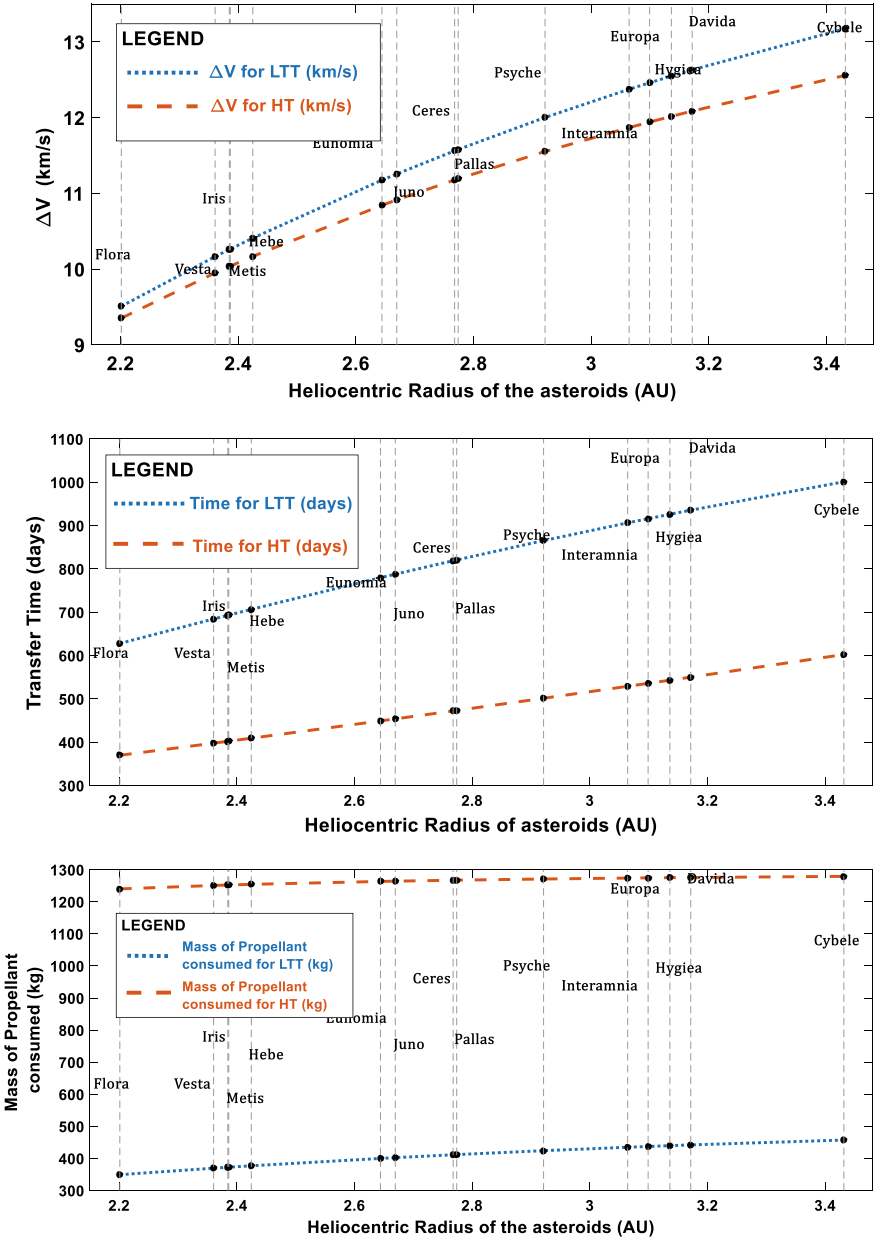 LEGEND
ΔV for LTT (km/s)
ΔV for HT (km/s)
Davida
Cybele
Europa
Psyche
Hygiea
Ceres
Interamnia
Eunomia
Pallas
Iris
Juno
Hebe
Flora
Vesta
Metis
13
12
11
10
9
ΔV (km/s)
2.2 2.4 2.6 2.8 3 3.2 3.4
Heliocentric Radius of the asteroids (AU)
1100
1000
900
800
700
600
500
400
300
Transfer Time (days)
LEGEND
Time for LTT (days)
Time for HT (days)
Davida
Europa
Cybele
Psyche
Hygiea
Ceres
Interamnia
Eunomia
Iris
Pallas
Juno
Hebe
Flora
Vesta
Metis
2.2 2.4 2.6 2.8 3 3.2 3.4
Heliocentric Radius of asteroids (AU)
1300
1200
1100
1000
900
800
700
600
500
400
300
Mass of Propellant
consumed (kg)
LEGEND
Mass of Propellant
consumed for LTT (kg)
Mass of Propellant
consumed for HT (kg)
Davida
Europa
Cybele
Psyche
Hygiea
Ceres
Interamnia
Eunomia
Iris
Pallas
Juno
Hebe
Flora
Vesta
Metis
2.2 2.4 2.6 2.8 3 3.2 3.4
Heliocentric Radius of the asteroids (AU)